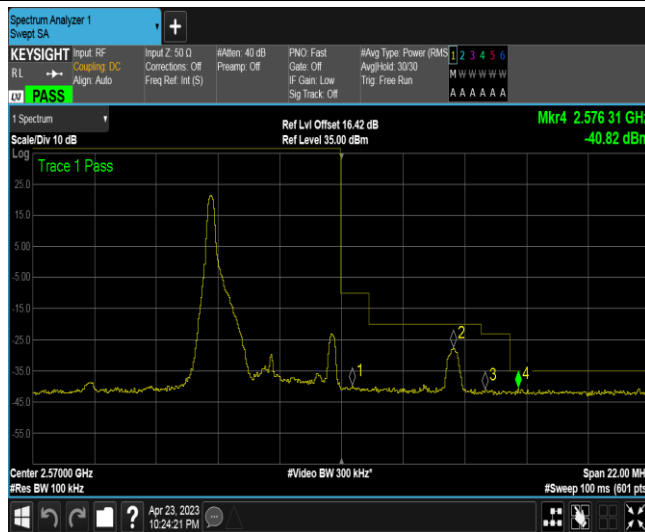 Spectrum Analyzer 1
Swept SA
+
KEYSIGHT
RL
LXI PASS
Input: RF
Coupling: DC
Align: Auto
Input Z: 50 Ω
Corrections: Off
Freq Ref: Int (S)
#Atten: 40 dB
Preamp: Off
PNO: Fast
Gate: Off
IF Gain: Low
Sig Track: Off
#Avg Type: Power (RMS
Avg|Hold: 30/30
Trig: Free Run
1 2 3 4 5 6
M W W W W W
A A A A A A
1 Spectrum
Scale/Div 10 dB
Ref Lvl Offset 16.42 dB
Ref Level 35.00 dBm
Mkr4 2.576 31 GHz
-40.82 dBm
Log
Trace 1 Pass
25.0
15.0
5.00
-5.00
-15.0
-25.0
-35.0
-45.0
-55.0
1
2
3
4
Center 2.57000 GHz
#Res BW 100 kHz
#Video BW 300 kHz*
Span 22.00 MH
#Sweep 100 ms (601 pts
?
Apr 23, 2023
10:24:21 PM